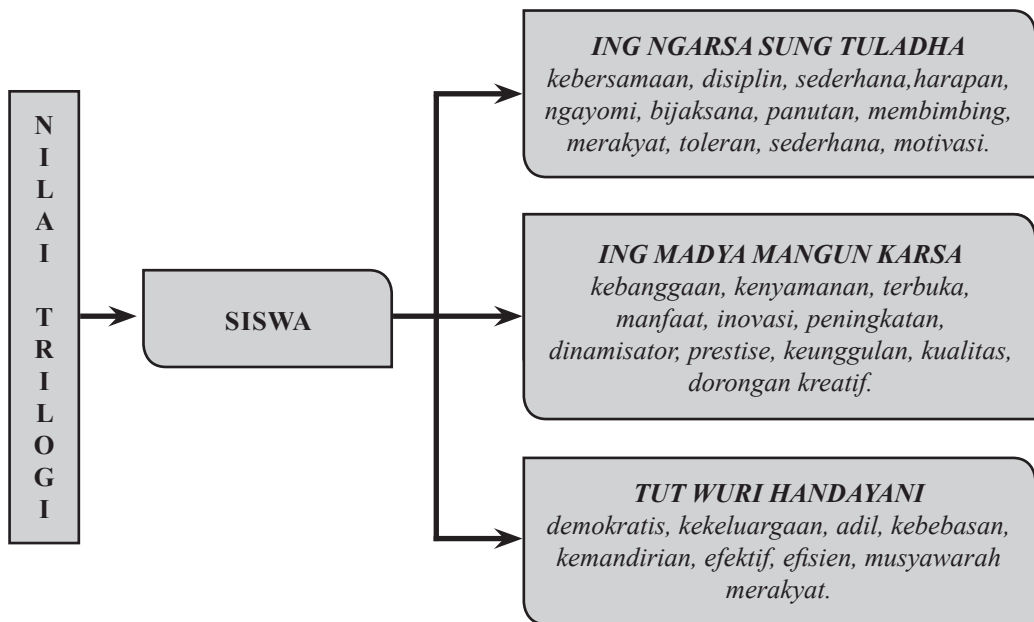 NILAI TRILOGI
SISWA
ING NGARSA SUNG TULADHA
kebersamaan, disiplin, sederhana,harapan,
ngayomi, bijaksana, panutan, membimbing,
merakyat, toleran, sederhana, motivasi.
ING MADYA MANGUN KARSA
kebanggaan, kenyamanan, terbuka,
manfaat, inovasi, peningkatan,
dinamisator, prestise, keunggulan, kualitas,
dorongan kreatif.
TUT WURI HANDAYANI
demokratis, kekeluargaan, adil, kebebasan,
kemandirian, efektif, efisien, musyawarah
merakyat.